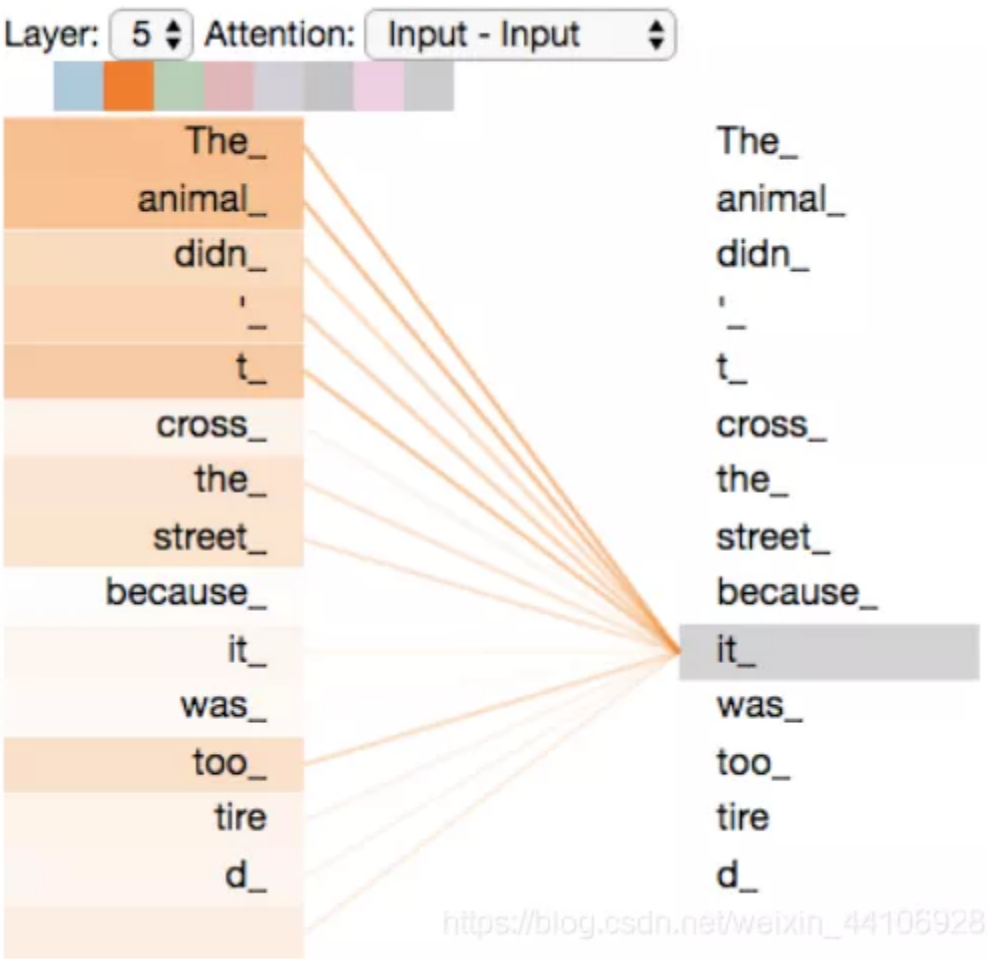 Layer: 5 Attention: Input - Input
The_ The_
animal_ animal_
didn_ didn_
'_ '_
t_ t_
cross_ cross_
the_ the_
street_ street_
because_ because_
it_ it_
was_ was_
too_ too_
tire tire
d_ d_
https://blog.csdn.net/weixin_44106928